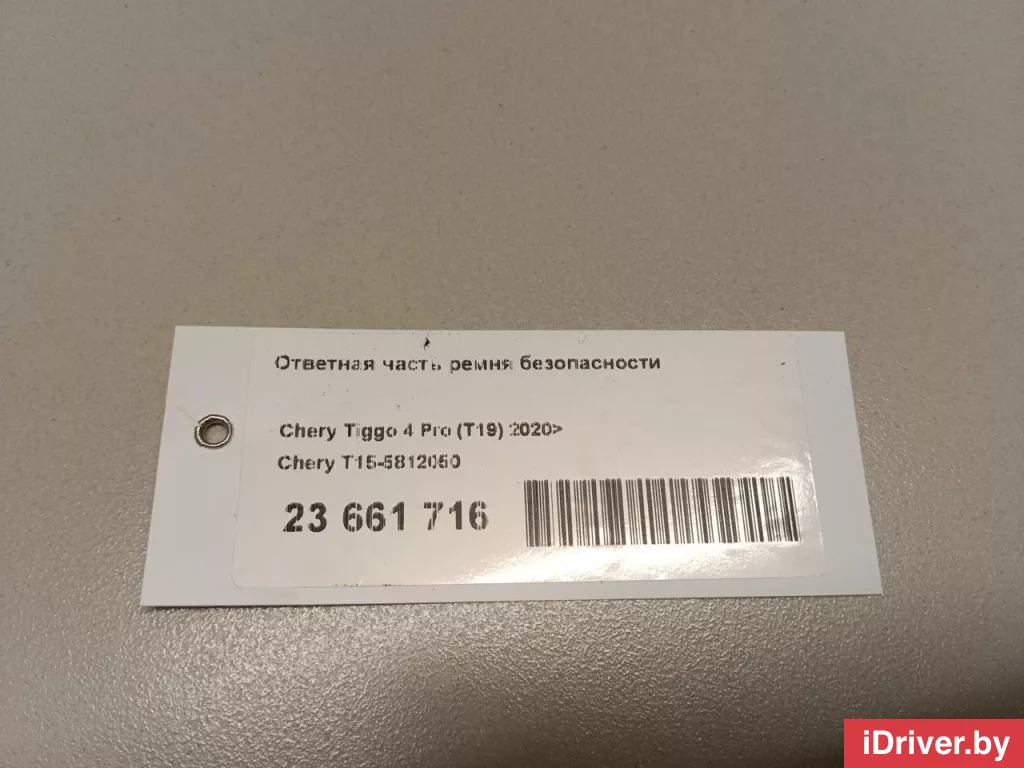 Ответная часть ремня безопасности
Chery Tiggo 4 Pro (T19) 2020>
Chery T15-5812050
23 661 716
iDriver.by